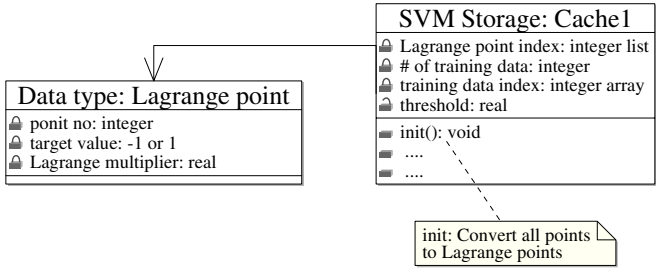 SVM Storage: Cache1
Lagrange point index: integer list
# of training data: integer
training data index: integer array
threshold: real
init(): void
....
....
Data type: Lagrange point
ponit no: integer
target value: -1 or 1
Lagrange multiplier: real
init: Convert all points
to Lagrange points